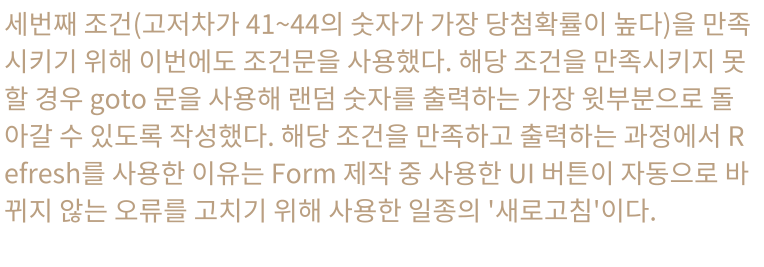 세번째 조건(고저차가 41~44의 숫자가 가장 당첨확률이 높다)을 만족
시키기 위해 이번에도 조건문을 사용했다. 해당 조건을 만족시키지 못
할 경우 goto 문을 사용해 랜덤 숫자를 출력하는 가장 윗부분으로 돌
아갈 수 있도록 작성했다. 해당 조건을 만족하고 출력하는 과정에서 R
efresh를 사용한 이유는 Form 제작 중 사용한 UI 버튼이 자동으로 바
뀌지 않는 오류를 고치기 위해 사용한 일종의 '새로고침'이다.